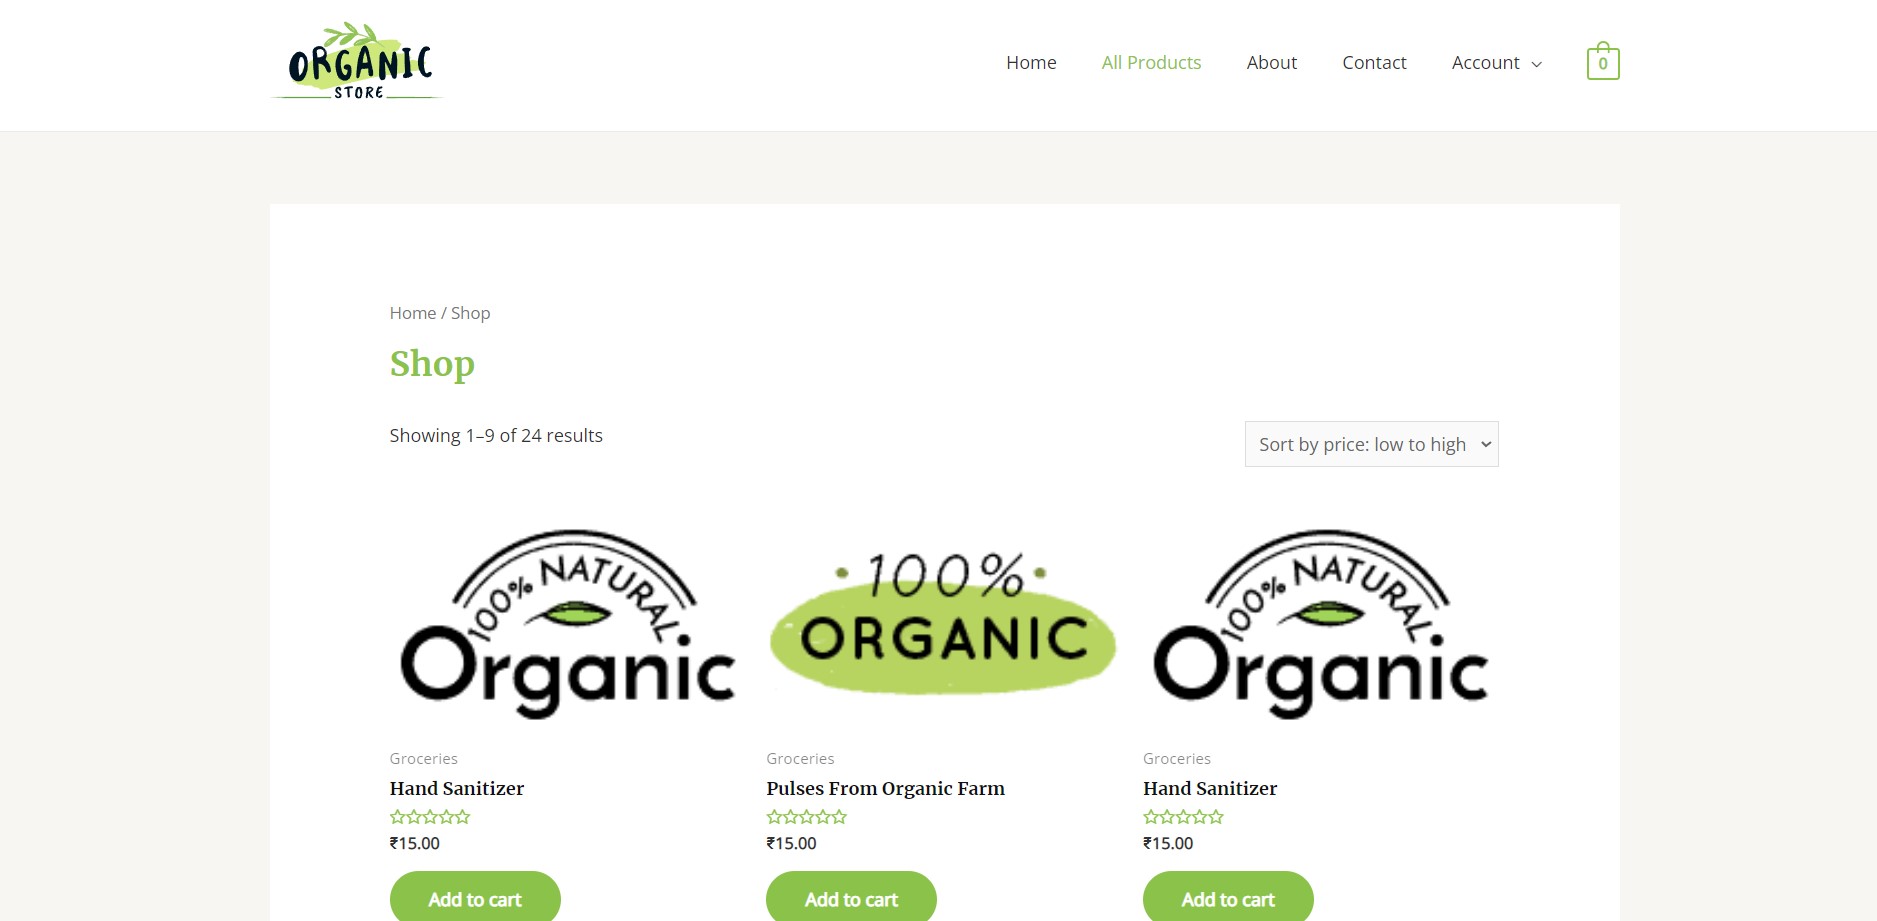 ORGANIC
STORE
Home
All Products
About
Contact
Account
0
Home / Shop
Shop
Showing 1–9 of 24 results
Sort by price: low to high
100% NATURAL
Organic
100%
ORGANIC
100% NATURAL
Organic
Groceries
Hand Sanitizer
₹15.00
Add to cart
Groceries
Pulses From Organic Farm
₹15.00
Add to cart
Groceries
Hand Sanitizer
₹15.00
Add to cart